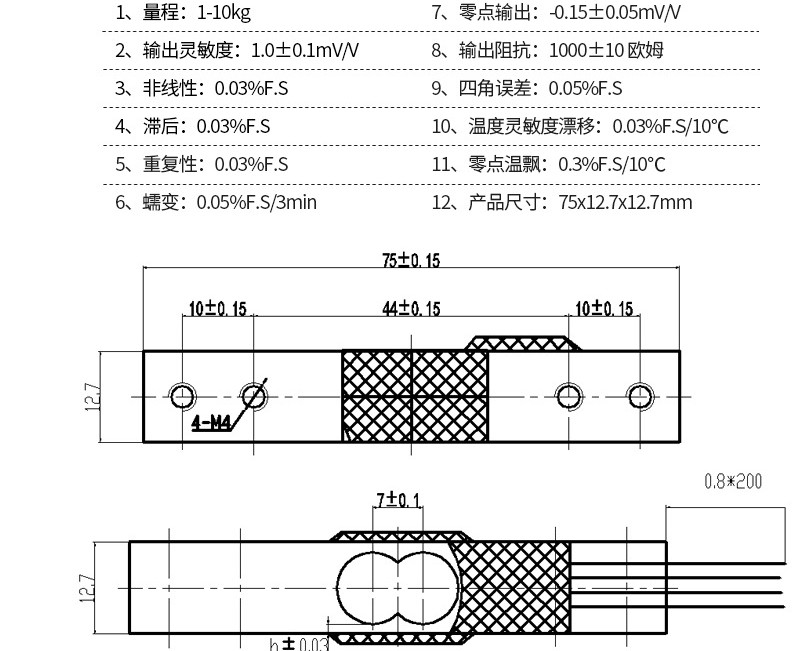 1、量程：1-10kg
7、零点输出：-0.15±0.05mV/V
2、输出灵敏度：1.0±0.1mV/V
8、输出阻抗：1000±10 欧姆
3、非线性：0.03%F.S
9、四角误差：0.05%F.S
4、滞后：0.03%F.S
10、温度灵敏度漂移：0.03%F.S/10℃
5、重复性：0.03%F.S
11、零点温飘：0.3%F.S/10℃
6、蠕变：0.05%F.S/3min
12、产品尺寸：75x12.7x12.7mm
75±0.15
10±0.15
44±0.15
10±0.15
12.7
4-M4
0.8*200
7±0.1
12.7
h±0.03